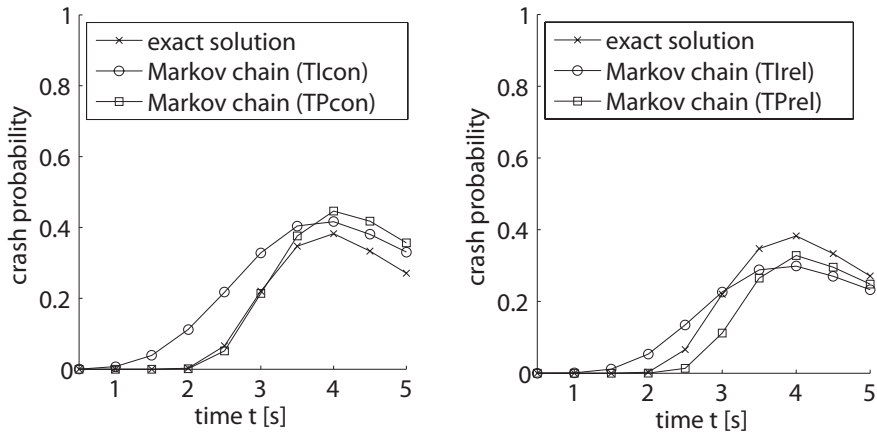 1
0.8
0.6
0.4
0.2
0
crash probability
exact solution
Markov chain (TIcon)
Markov chain (TPcon)
1 2 3 4 5
time t [s]
1
0.8
0.6
0.4
0.2
0
crash probability
exact solution
Markov chain (TIrel)
Markov chain (TPrel)
1 2 3 4 5
time t [s]